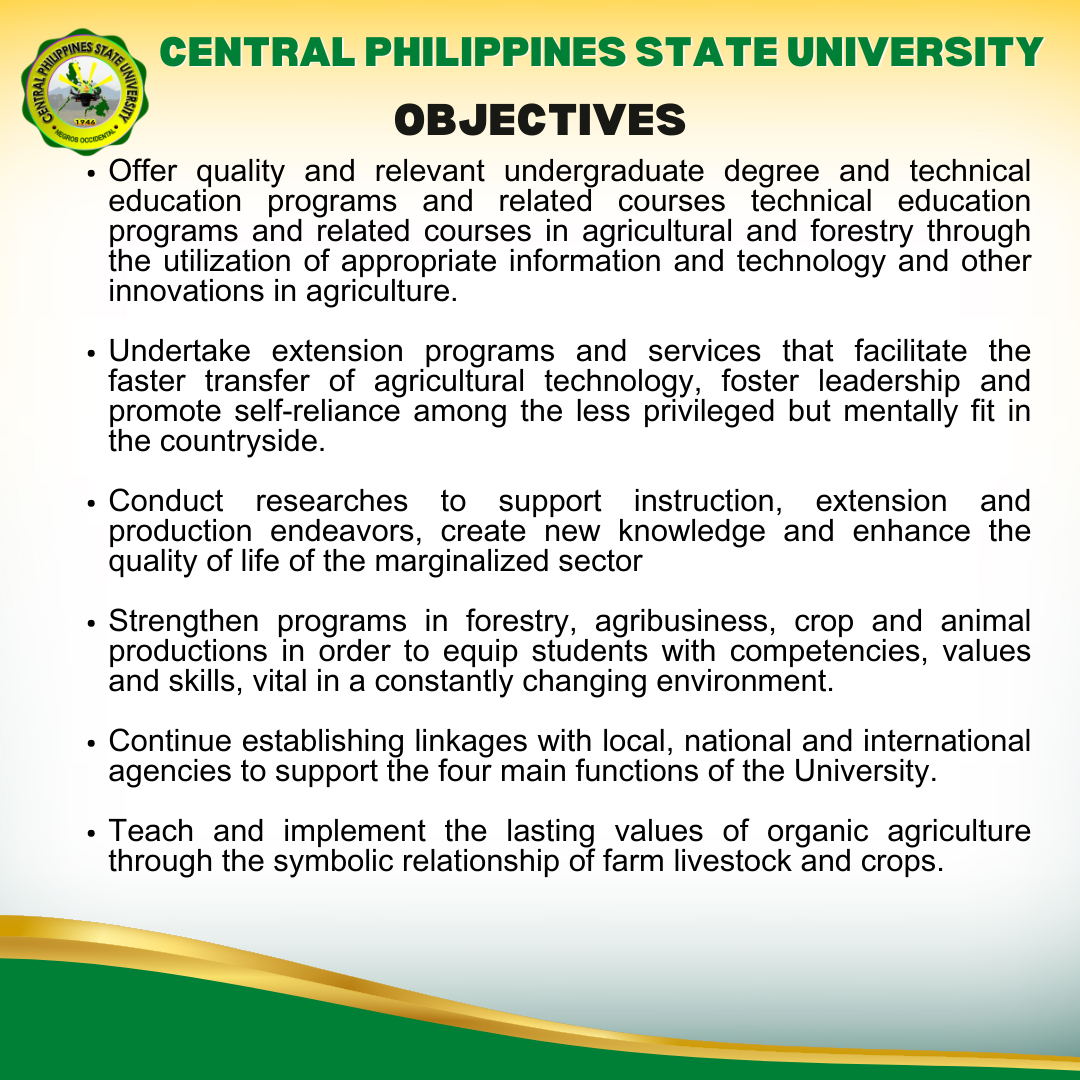 CENTRAL PHILIPPINES STATE UNIVERSITY
CENTRAL PHILIPPINES STATE UNIVERSITY
1946
• NEGROS OCCIDENTAL •
OBJECTIVES
• Offer quality and relevant undergraduate degree and technical
education programs and related courses technical education
programs and related courses in agricultural and forestry through
the utilization of appropriate information and technology and other
innovations in agriculture.
• Undertake extension programs and services that facilitate the
faster transfer of agricultural technology, foster leadership and
promote self-reliance among the less privileged but mentally fit in
the countryside.
• Conduct researches to support instruction, extension and
production endeavors, create new knowledge and enhance the
quality of life of the marginalized sector
• Strengthen programs in forestry, agribusiness, crop and animal
productions in order to equip students with competencies, values
and skills, vital in a constantly changing environment.
• Continue establishing linkages with local, national and international
agencies to support the four main functions of the University.
• Teach and implement the lasting values of organic agriculture
through the symbolic relationship of farm livestock and crops.